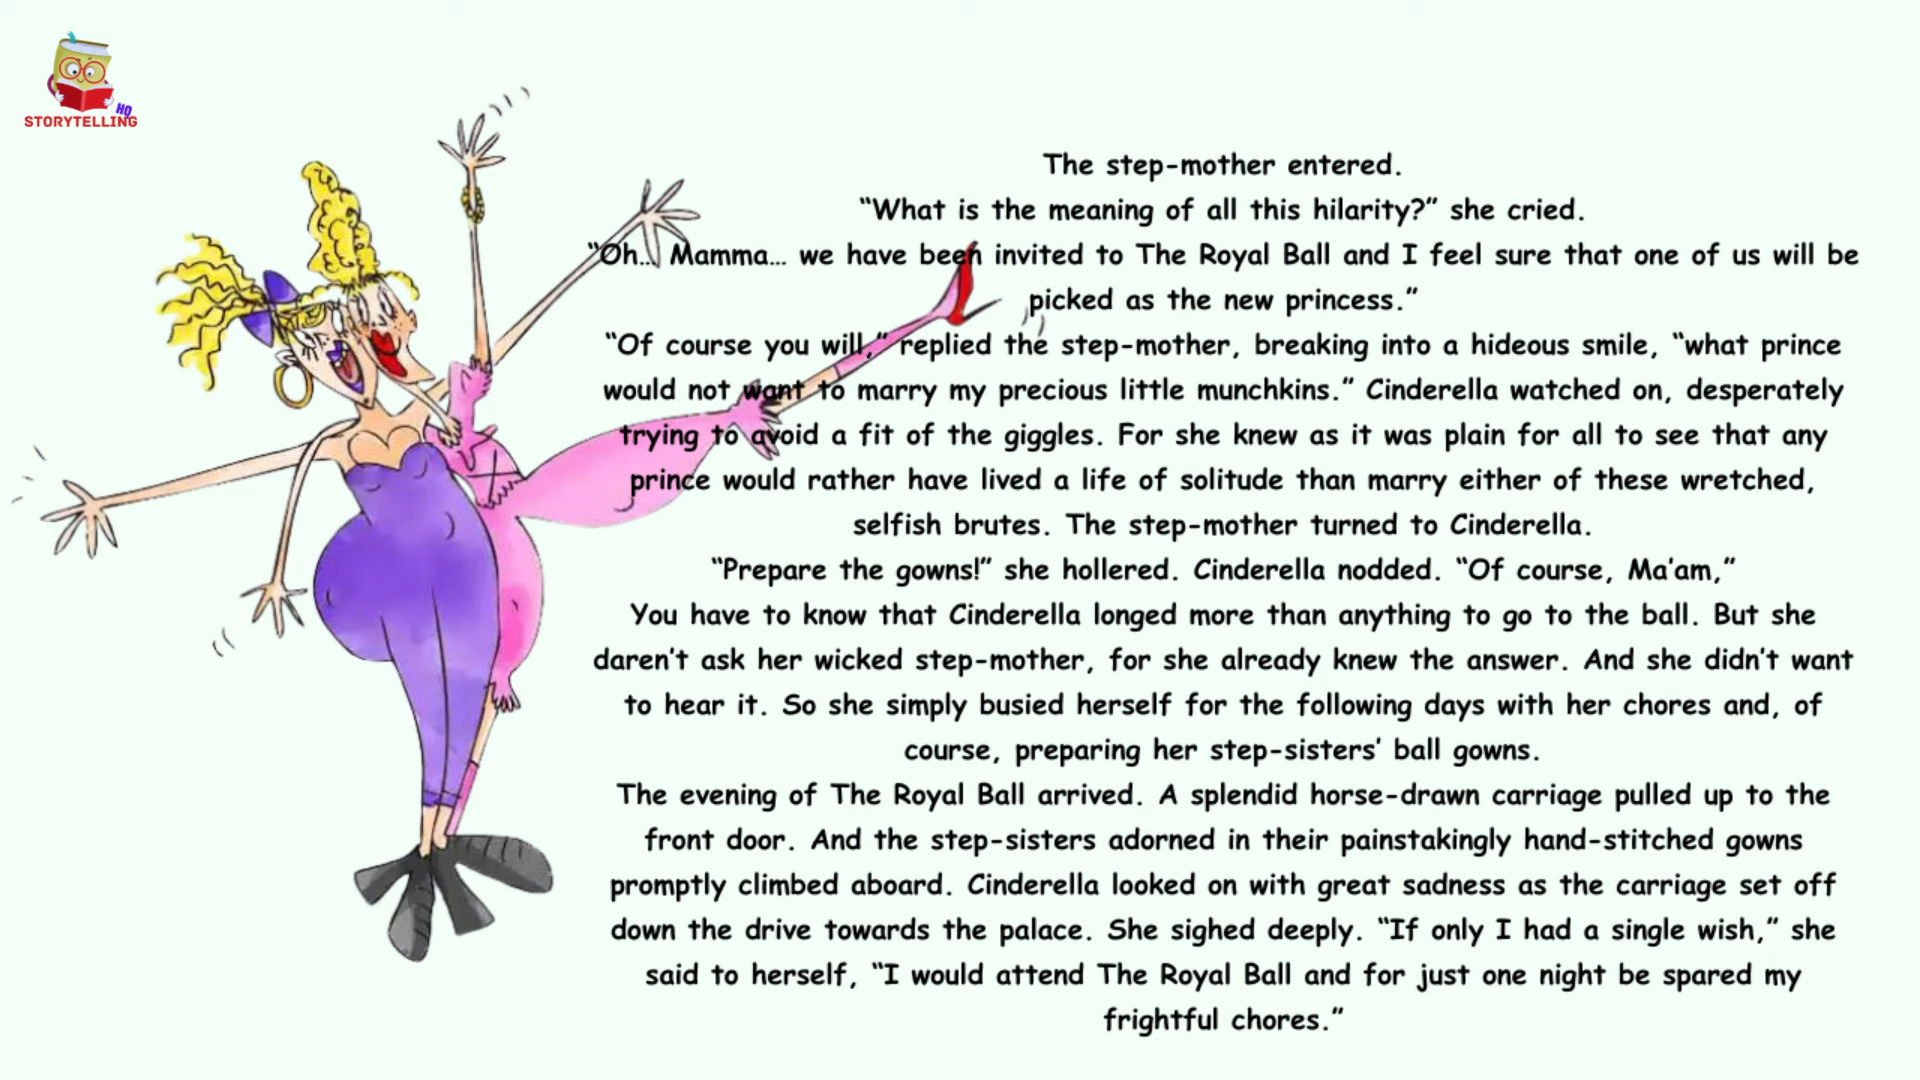 HQ
STORYTELLING
The step-mother entered.
“What is the meaning of all this hilarity?” she cried.
“Oh... Mamma... we have been invited to The Royal Ball and I feel sure that one of us will be
picked as the new princess.”
“Of course you will,” replied the step-mother, breaking into a hideous smile, “what prince
would not want to marry my precious little munchkins.” Cinderella watched on, desperately
trying to avoid a fit of the giggles. For she knew as it was plain for all to see that any
prince would rather have lived a life of solitude than marry either of these wretched,
selfish brutes. The step-mother turned to Cinderella.
“Prepare the gowns!” she hollered. Cinderella nodded. “Of course, Ma’am,”
You have to know that Cinderella longed more than anything to go to the ball. But she
daren’t ask her wicked step-mother, for she already knew the answer. And she didn’t want
to hear it. So she simply busied herself for the following days with her chores and, of
course, preparing her step-sisters’ ball gowns.
The evening of The Royal Ball arrived. A splendid horse-drawn carriage pulled up to the
front door. And the step-sisters adorned in their painstakingly hand-stitched gowns
promptly climbed aboard. Cinderella looked on with great sadness as the carriage set off
down the drive towards the palace. She sighed deeply. “If only I had a single wish,” she
said to herself, “I would attend The Royal Ball and for just one night be spared my
frightful chores.”